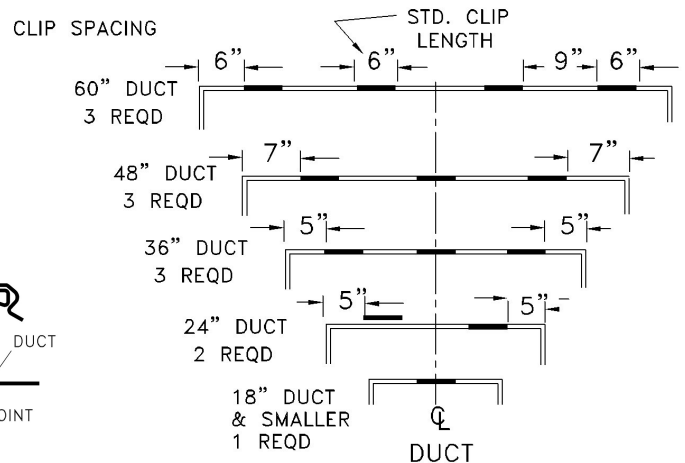 CLIP SPACING
STD. CLIP
LENGTH
6" 6" 9" 6"
60" DUCT
3 REQD
7" 7"
48" DUCT
3 REQD
5" 5"
36" DUCT
3 REQD
5" 5"
24" DUCT
2 REQD
DUCT
OINT
18" DUCT
& SMALLER
1 REQD
CL
DUCT